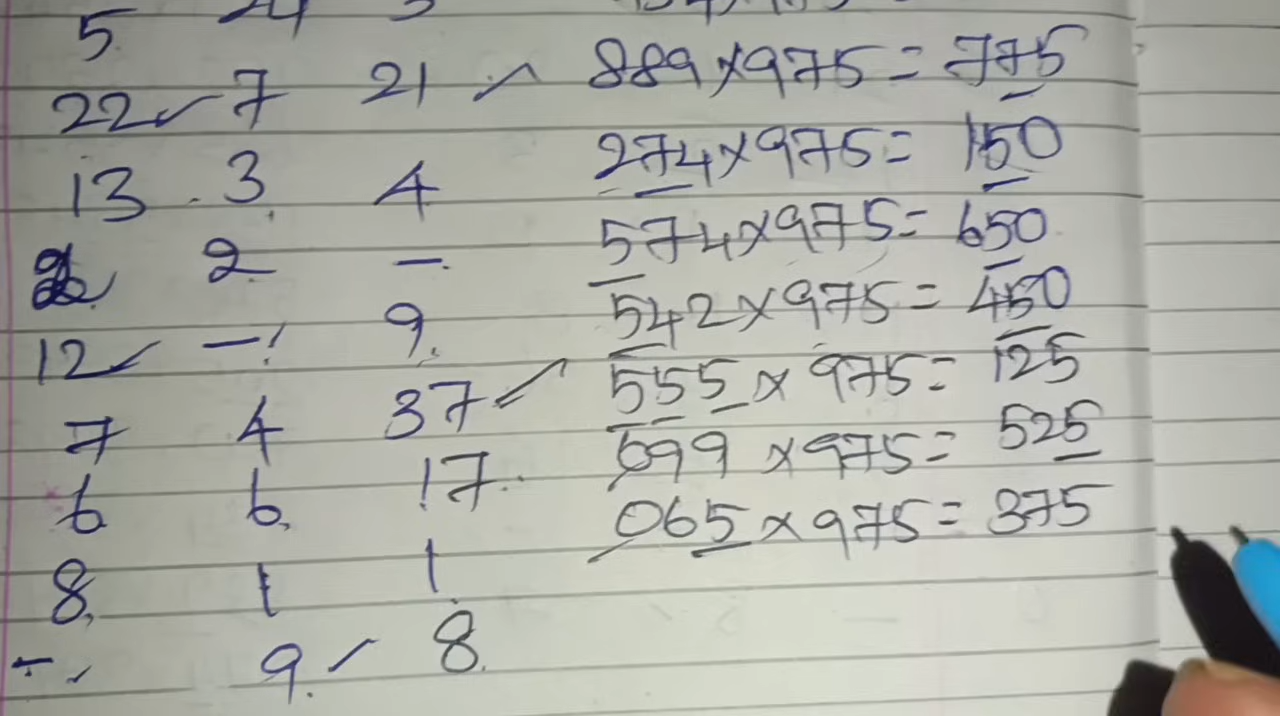 5
22 7 21 889×975=775
13 3 4 274×975=150
2 – 574×975=650
12 – 9 542×975=450
7 4 37 555×975=125
6 6 17 699×975=525
8 1 1 065×975=375
– 9 8